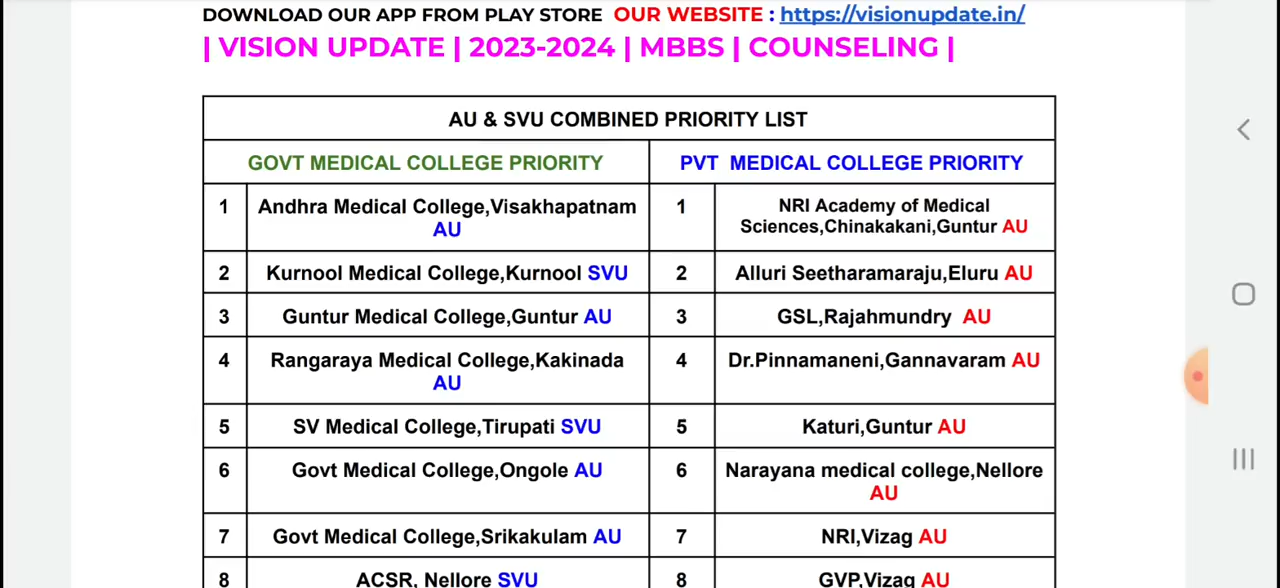 DOWNLOAD OUR APP FROM PLAY STORE OUR WEBSITE : https://visionupdate.in/
| VISION UPDATE | 2023-2024 | MBBS | COUNSELING |
AU & SVU COMBINED PRIORITY LIST
GOVT MEDICAL COLLEGE PRIORITY PVT MEDICAL COLLEGE PRIORITY
1 Andhra Medical College,Visakhapatnam
AU
1 NRI Academy of Medical
Sciences,Chinakakani,Guntur AU
2 Kurnool Medical College,Kurnool SVU 2 Alluri Seetharamaraju,Eluru AU
3 Guntur Medical College,Guntur AU 3 GSL,Rajahmundry AU
4 Rangaraya Medical College,Kakinada
AU
4 Dr.Pinnamaneni,Gannavaram AU
5 SV Medical College,Tirupati SVU 5 Katuri,Guntur AU
6 Govt Medical College,Ongole AU 6 Narayana medical college,Nellore
AU
7 Govt Medical College,Srikakulam AU 7 NRI,Vizag AU
8 ACSR, Nellore SVU 8 GVP,Vizag AU